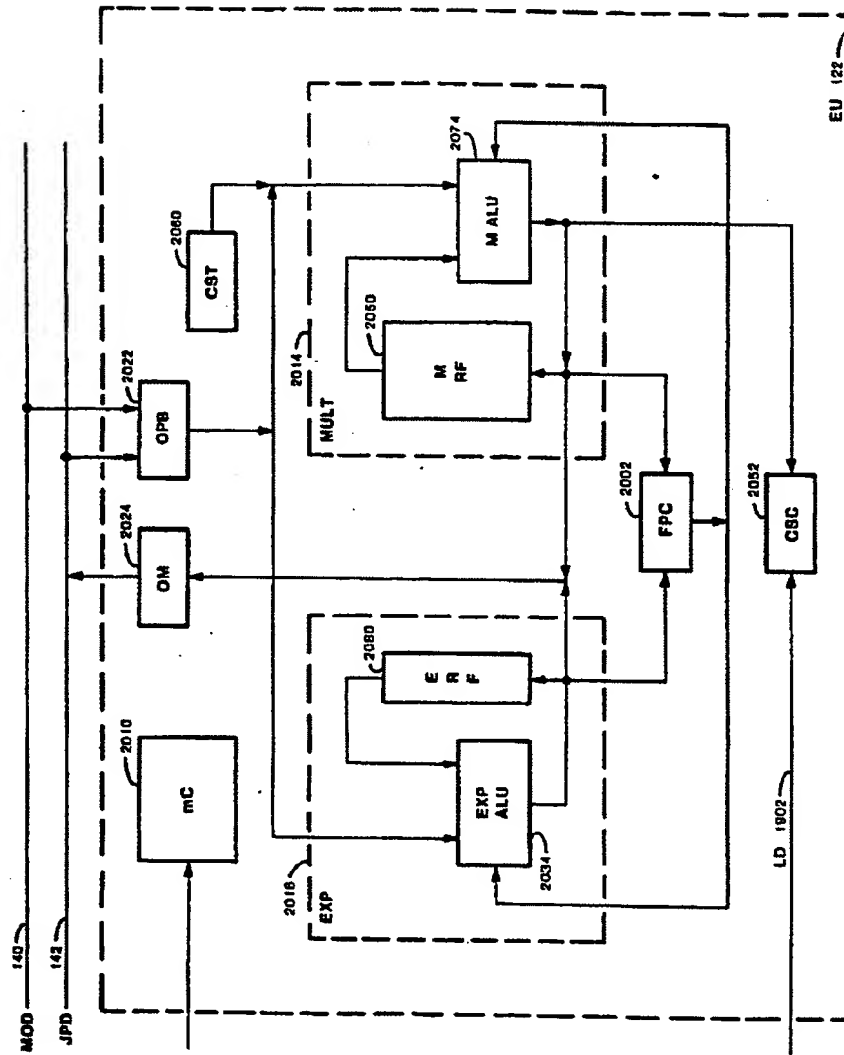 MOD 140
JPD 142
2010
mC
2024
OM
2022
OPB
2060
CST
2016
EXP
EXP
ALU
2034
2080
E
R
F
2014
MULT
2050
M
RF
2074
M ALU
2002
FPC
2052
CSC
LD 1902
EU 122